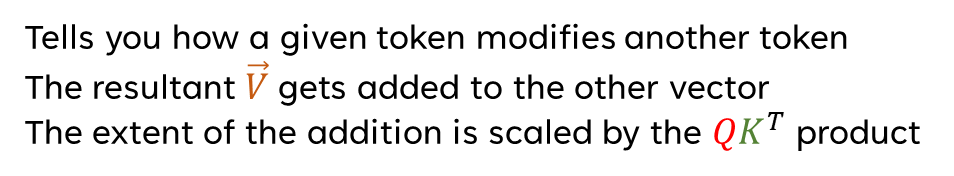 Tells you how a given token modifies another token
The resultant $\vec{V}$ gets added to the other vector
The extent of the addition is scaled by the $QK^T$ product